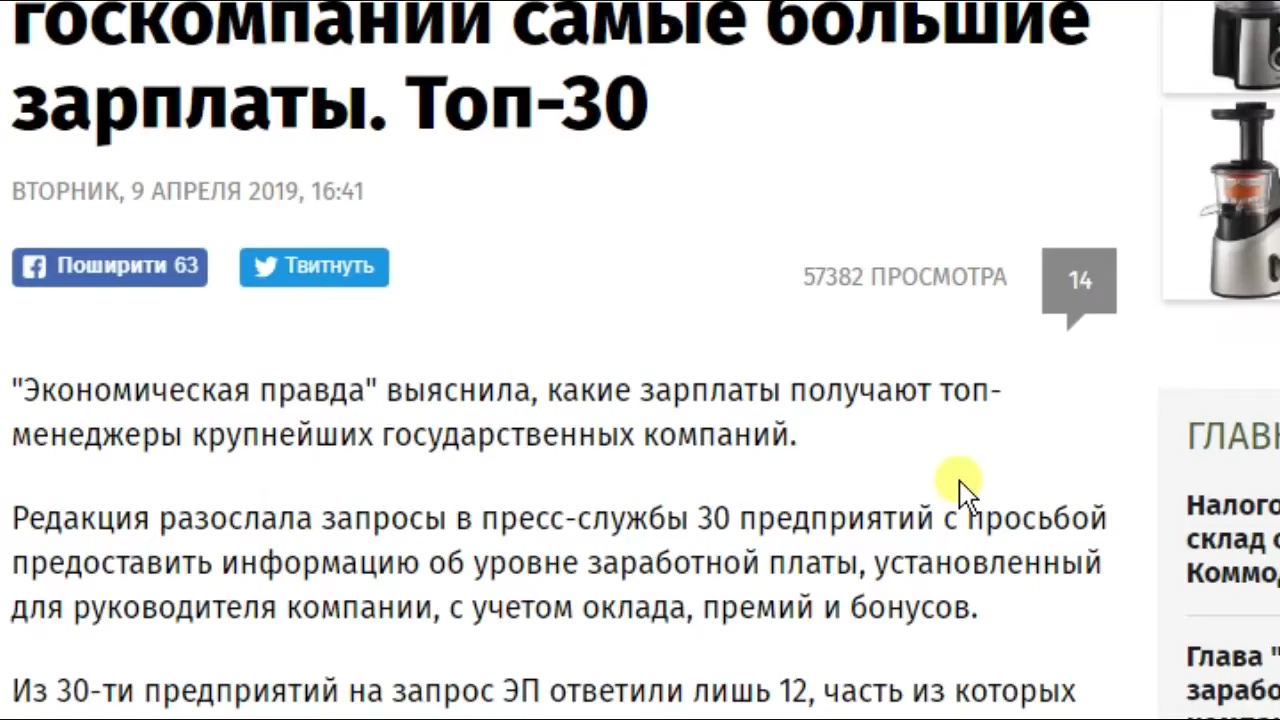 госкомпаний самые большие
зарплаты. Топ-30
ВТОРНИК, 9 АПРЕЛЯ 2019, 16:41
Поширити 63
Твитнуть
57382 ПРОСМОТРА
14
"Экономическая правда" выяснила, какие зарплаты получают топ-
менеджеры крупнейших государственных компаний.
Редакция разослала запросы в пресс-службы 30 предприятий с просьбой
предоставить информацию об уровне заработной платы, установленный
для руководителя компании, с учетом оклада, премий и бонусов.
Из 30-ти предприятий на запрос ЭП ответили лишь 12, часть из которых
ГЛАВ
Налого
склад
Коммо
Глава "
зарабо